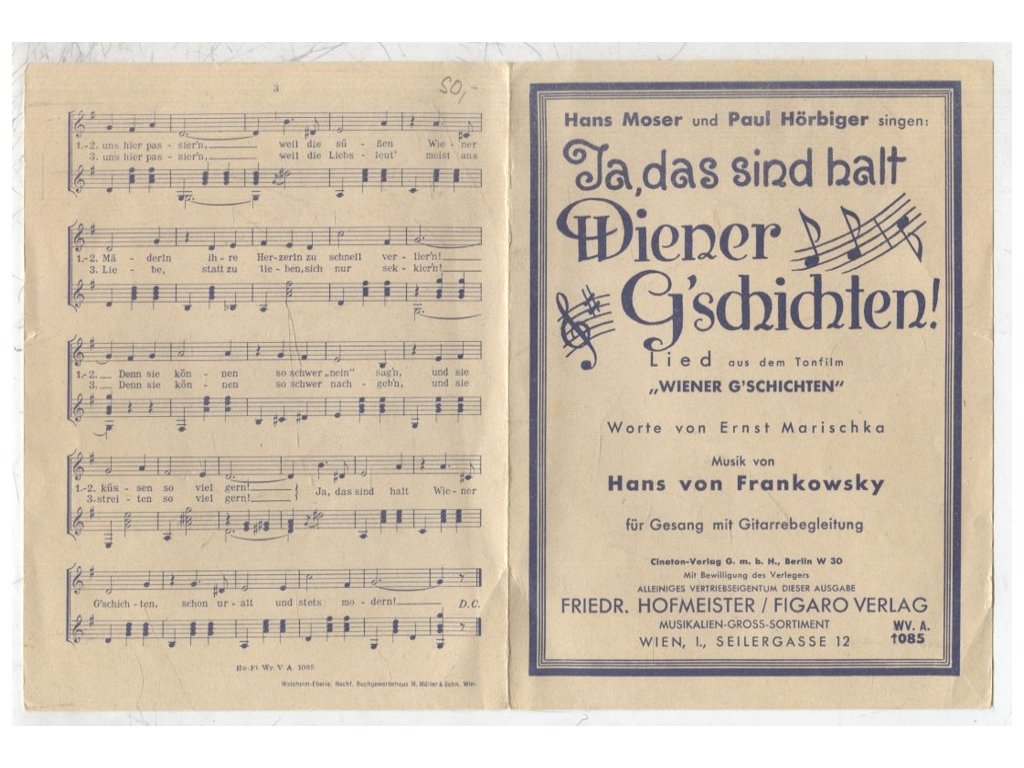 3
50,-
1.-2. uns hier pas - sier'n, weil die sü - ßen Wie - ner
3. uns hier pas - sier'n, weil die Liebs - leut' meist aus
1.-2. Mä - derln ih - re Her-zerln zu schnell ver - lier'n!
3. Lie - be, statt zu lie - ben, sich nur sek - kier'n!
1.-2. Denn sie kön - nen so schwer „nein" sag'n, und sie
3. Denn sie kön - nen so schwer nach - geb'n, und sie
1.-2. küs - sen so viel gern! Ja, das sind halt Wie - ner
3. strei - ten so viel gern!
G'schich - ten, schon ur - alt und stets mo - dern! D.C.
Ho-Fi Wr. V A 1085
Waldheim-Eberle, Nachf. Buchgewerbehaus M. Müller & Sohn, Wien
Hans Moser und Paul Hörbiger singen:
Ja, das sind halt
Wiener
G'schichten!
Lied aus dem Tonfilm
„WIENER G'SCHICHTEN"
Worte von Ernst Marischka
Musik von
Hans von Frankowsky
für Gesang mit Gitarrebegleitung
Cineton-Verlag G. m. b. H., Berlin W 30
Mit Bewilligung des Verlegers
ALLEINIGES VERTRIEBSEIGENTUM DIESER AUSGABE
FRIEDR. HOFMEISTER / FIGARO VERLAG
MUSIKALIEN-GROSS-SORTIMENT
WIEN, I., SEILERGASSE 12
WV. A.
1085